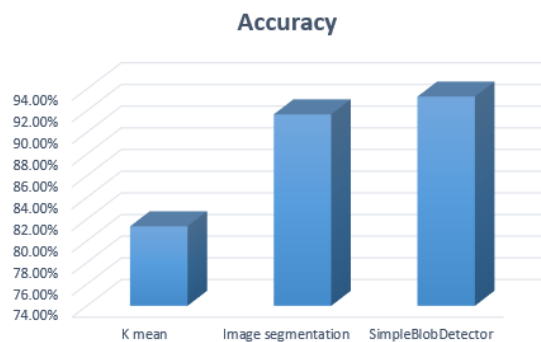 Accuracy
94.00%
92.00%
90.00%
88.00%
86.00%
84.00%
82.00%
80.00%
78.00%
76.00%
74.00%
K mean
Image segmentation
SimpleBlobDetector